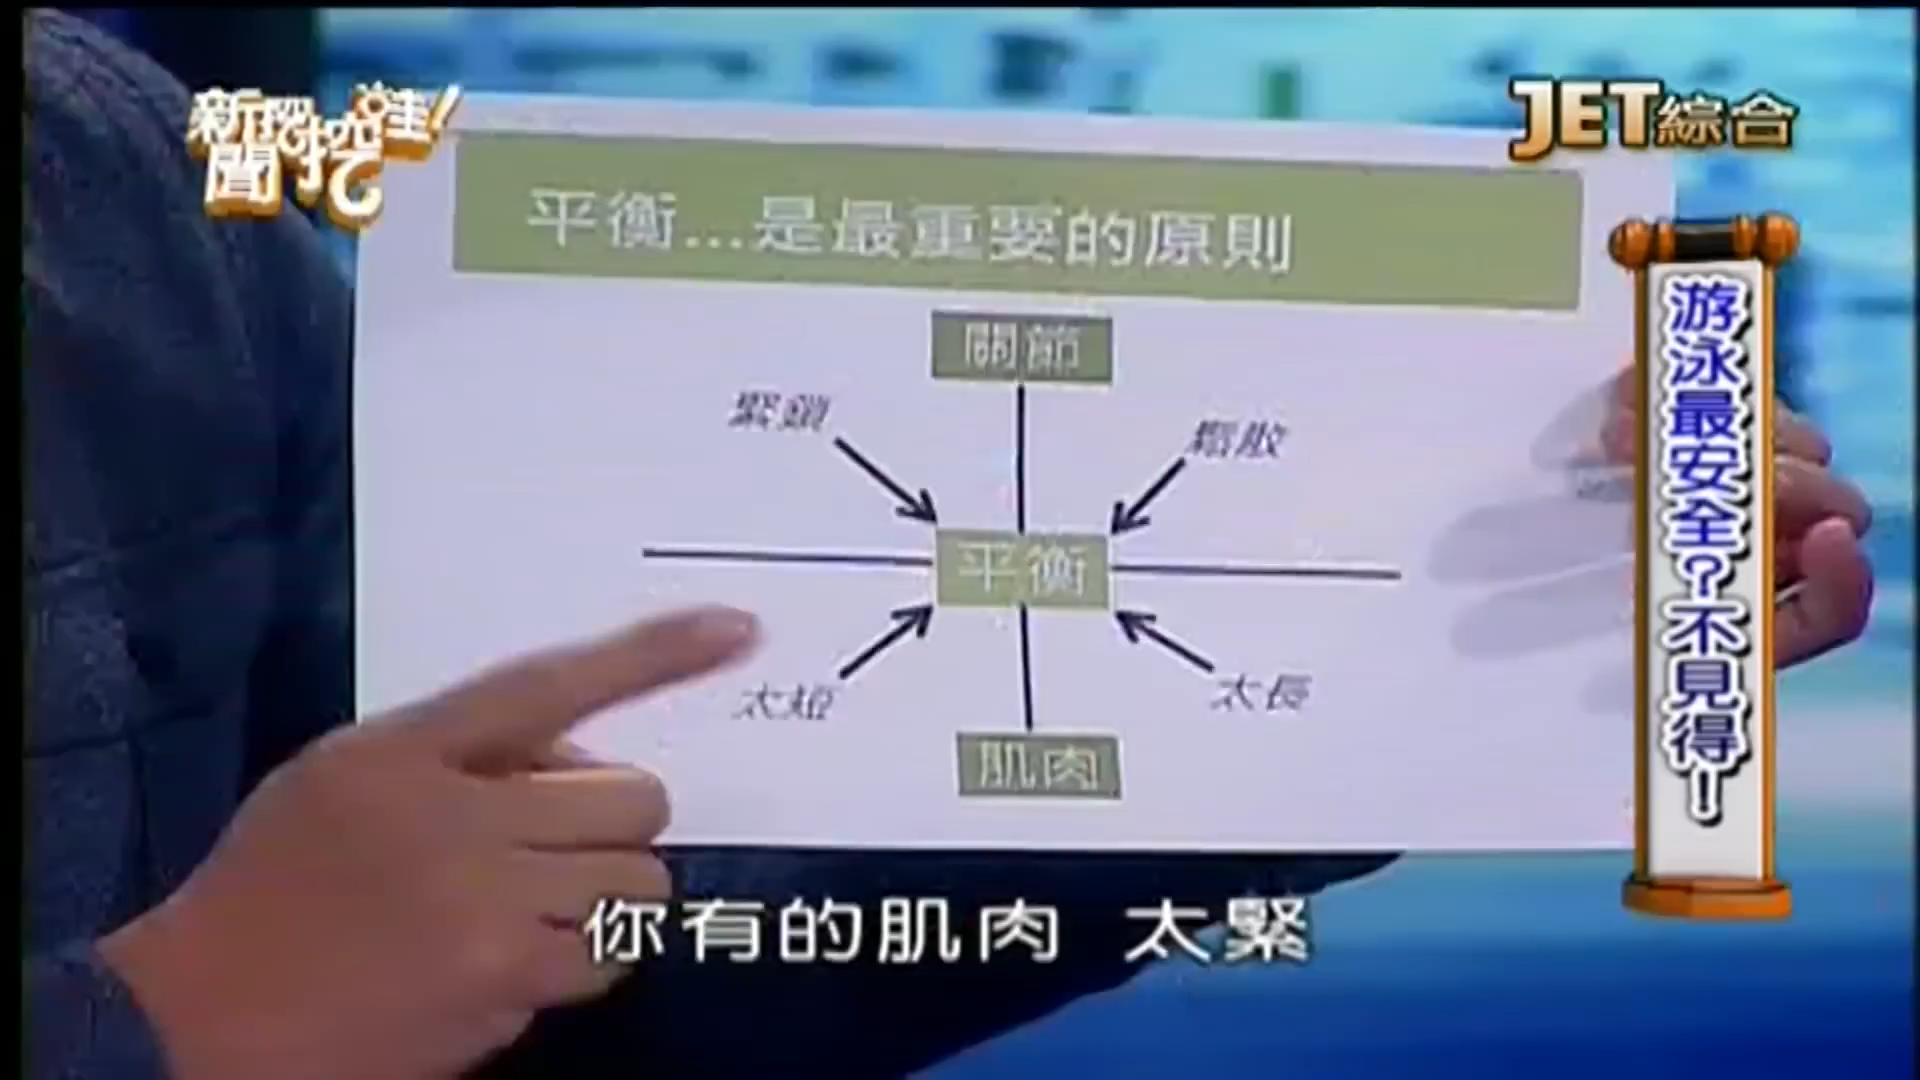 新聞挖挖哇!
JET綜合
平衡...是最重要的原則
關節
緊鎖
鬆散
平衡
太短
太長
肌肉
游泳最安全?不見得!
你有的肌肉 太緊